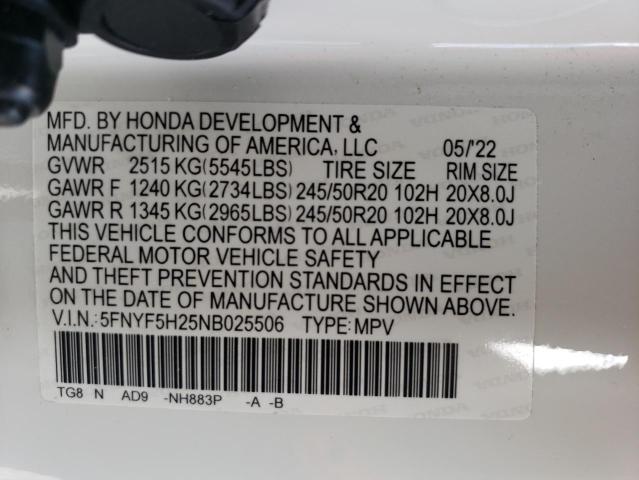 MFD. BY HONDA DEVELOPMENT &
MANUFACTURING OF AMERICA, LLC 05/'22
GVWR 2515 KG(5545LBS) TIRE SIZE RIM SIZE
GAWR F 1240 KG(2734LBS) 245/50R20 102H 20X8.0J
GAWR R 1345 KG(2965LBS) 245/50R20 102H 20X8.0J
THIS VEHICLE CONFORMS TO ALL APPLICABLE
FEDERAL MOTOR VEHICLE SAFETY
AND THEFT PREVENTION STANDARDS IN EFFECT
ON THE DATE OF MANUFACTURE SHOWN ABOVE.
V.I.N.:5FNYF5H25NB025506 TYPE:MPV
TG8 N AD9 -NH883P -A -B